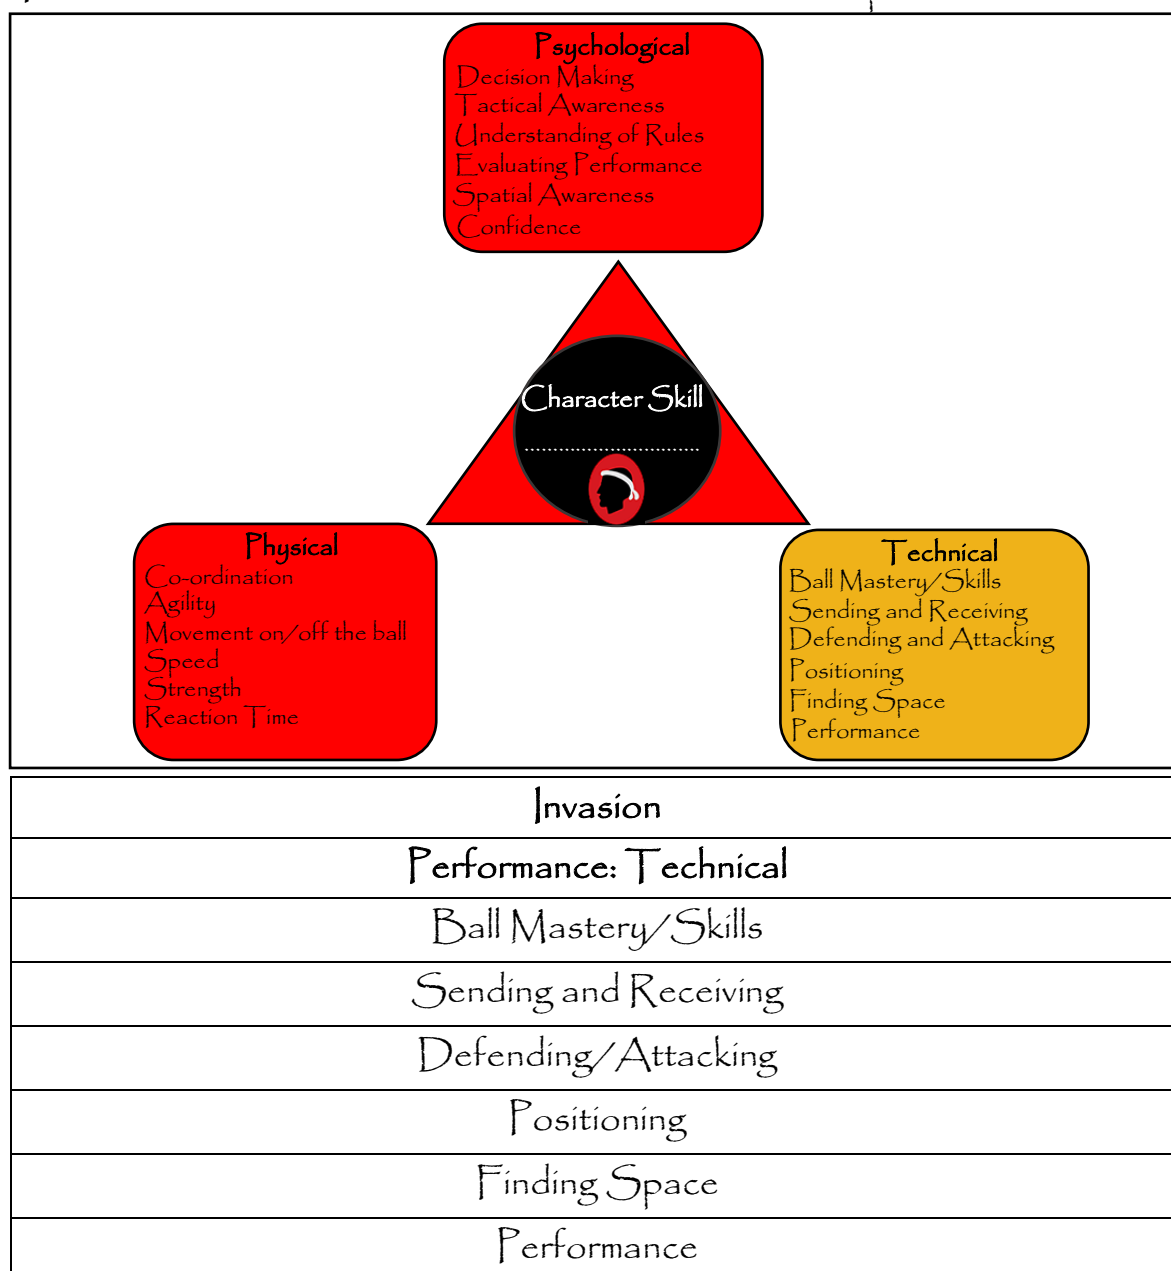 Psychological
Decision Making
Tactical Awareness
Understanding of Rules
Evaluating Performance
Spatial Awareness
Confidence
Character Skill
................................
Physical
Co-ordination
Agility
Movement on/off the ball
Speed
Strength
Reaction Time
Technical
Ball Mastery/Skills
Sending and Receiving
Defending and Attacking
Positioning
Finding Space
Performance
Invasion
Performance: Technical
Ball Mastery/Skills
Sending and Receiving
Defending/Attacking
Positioning
Finding Space
Performance